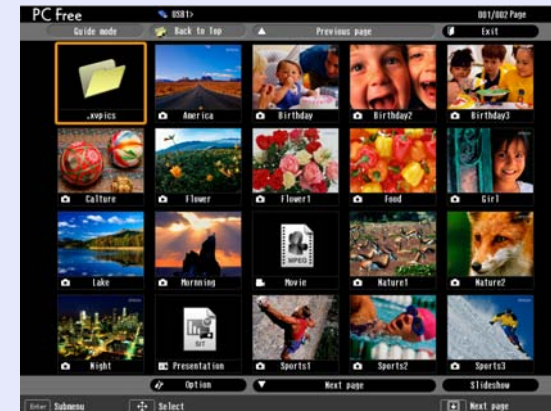 PC Free USB1> 001/002 Page
Guide mode Back to Top Previous page Exit
.xvpics America Birthday Birthday2 Birthday3
Calture Flower Flower1 Food Girl
MPEG
Lake Mornning Movie Nature1 Nature2
SIT
Night Presentation Sports1 Sports2 Sports3
Option Next page Slideshow
Enter Submenu Select Next page